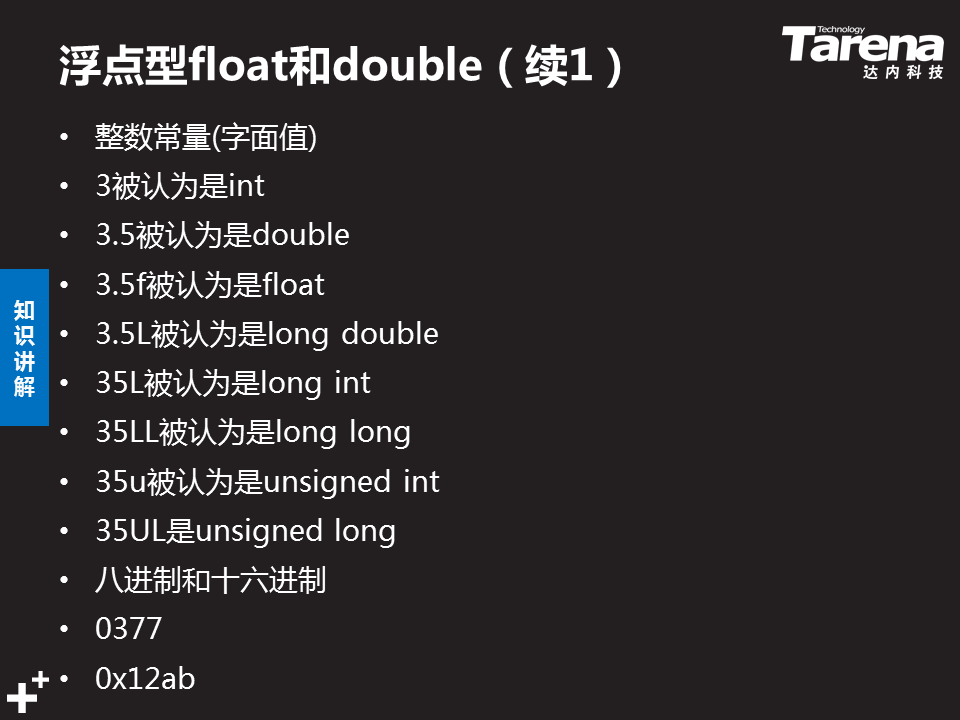 浮点型float和double（续1）
Technology
Tarena
达内科技
• 整数常量(字面值)
• 3被认为是int
• 3.5被认为是double
• 3.5f被认为是float
• 3.5L被认为是long double
• 35L被认为是long int
• 35LL被认为是long long
• 35u被认为是unsigned int
• 35UL是unsigned long
• 八进制和十六进制
• 0377
• 0x12ab
知识讲解